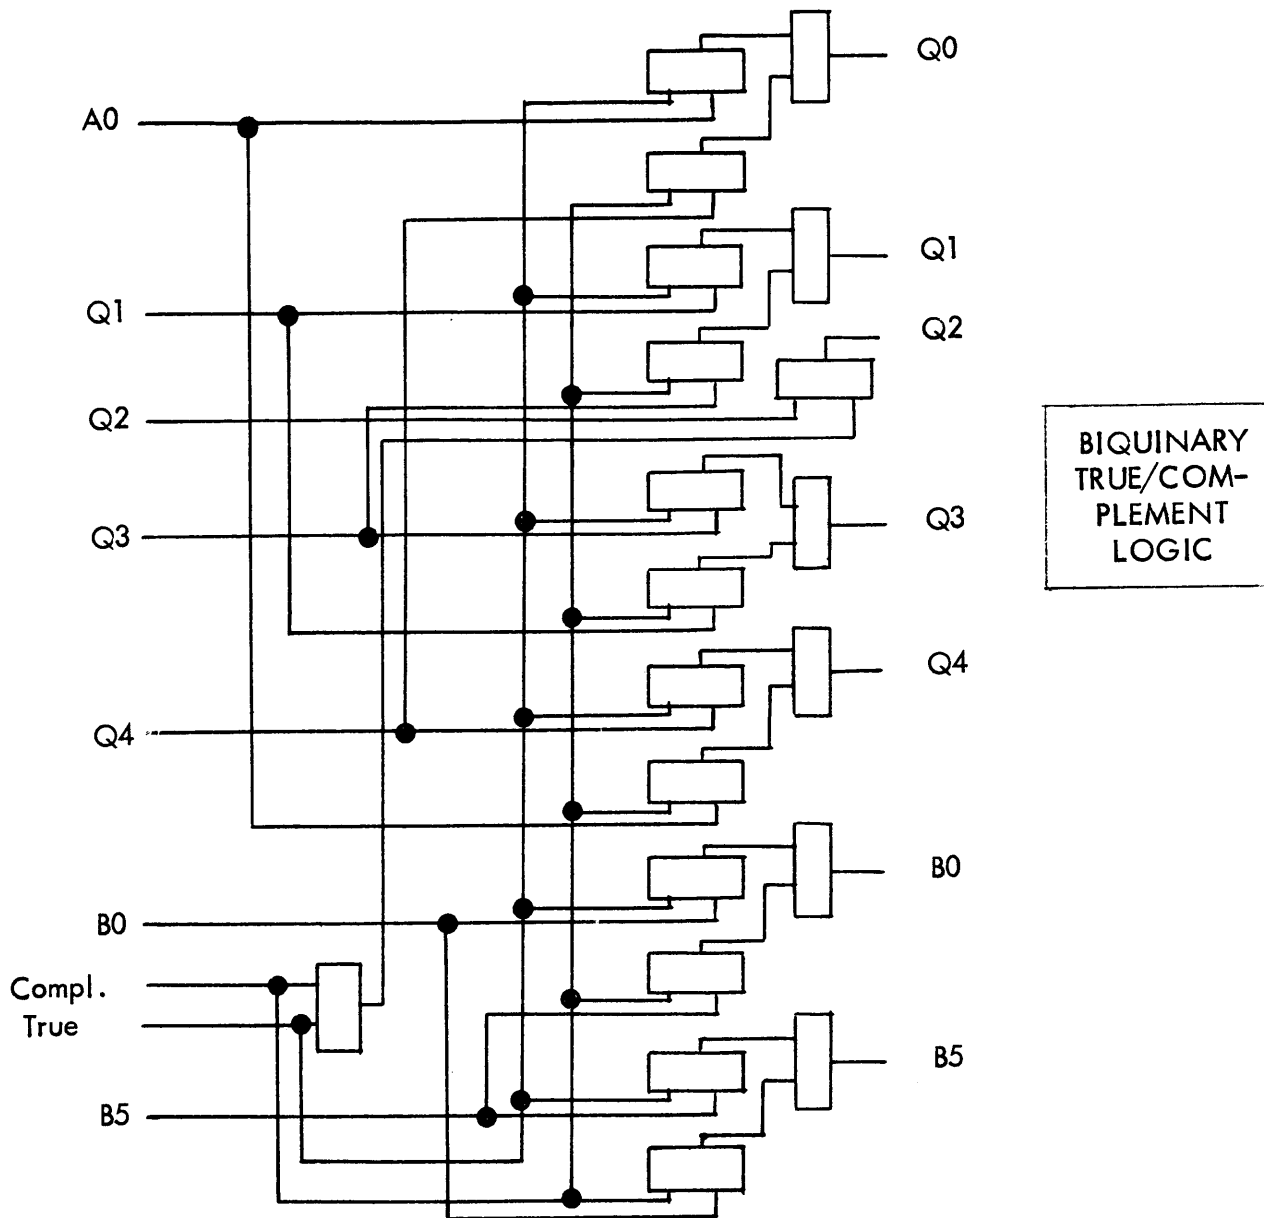 Q0
A0
Q1
Q1
Q2
Q2
BIQUINARY
TRUE/COM-
PLEMENT
LOGIC
Q3
Q3
Q4
Q4
B0
B0
Compl.
True
B5
B5